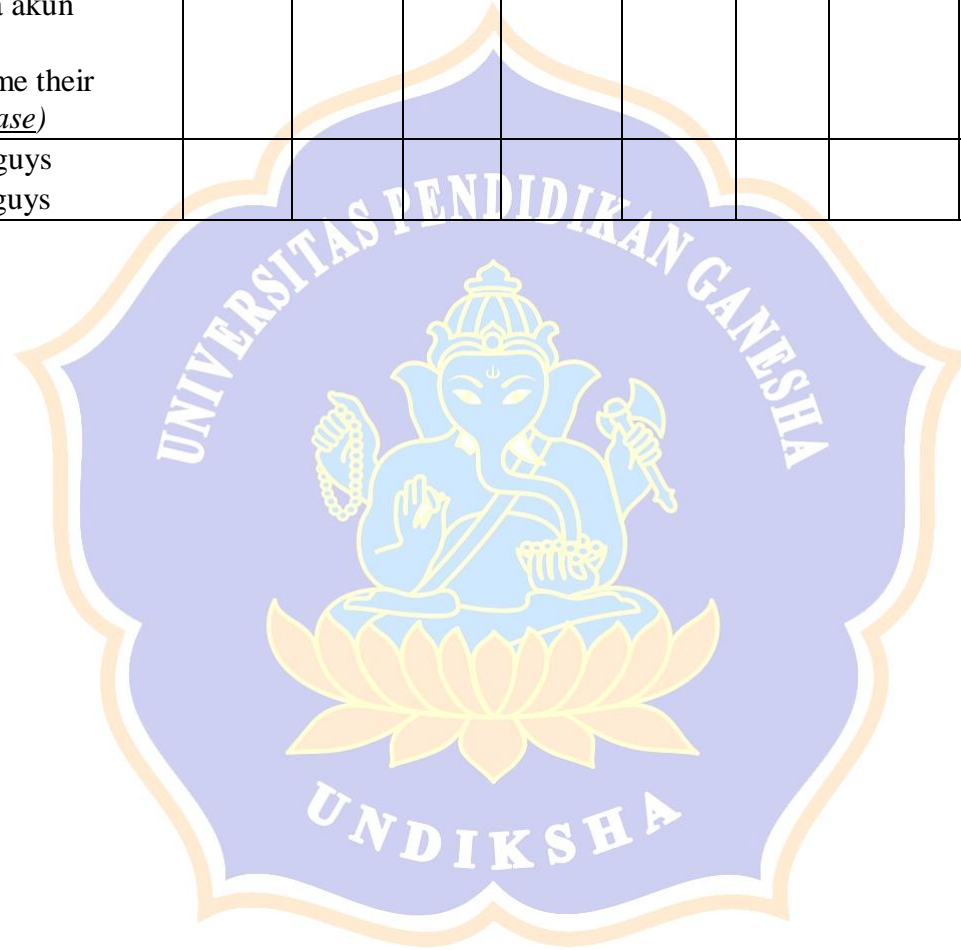 akun
me their
ase)
guys
guys
UNIVERSITAS PENDIDIKAN GANESHA
UNDIKSHA